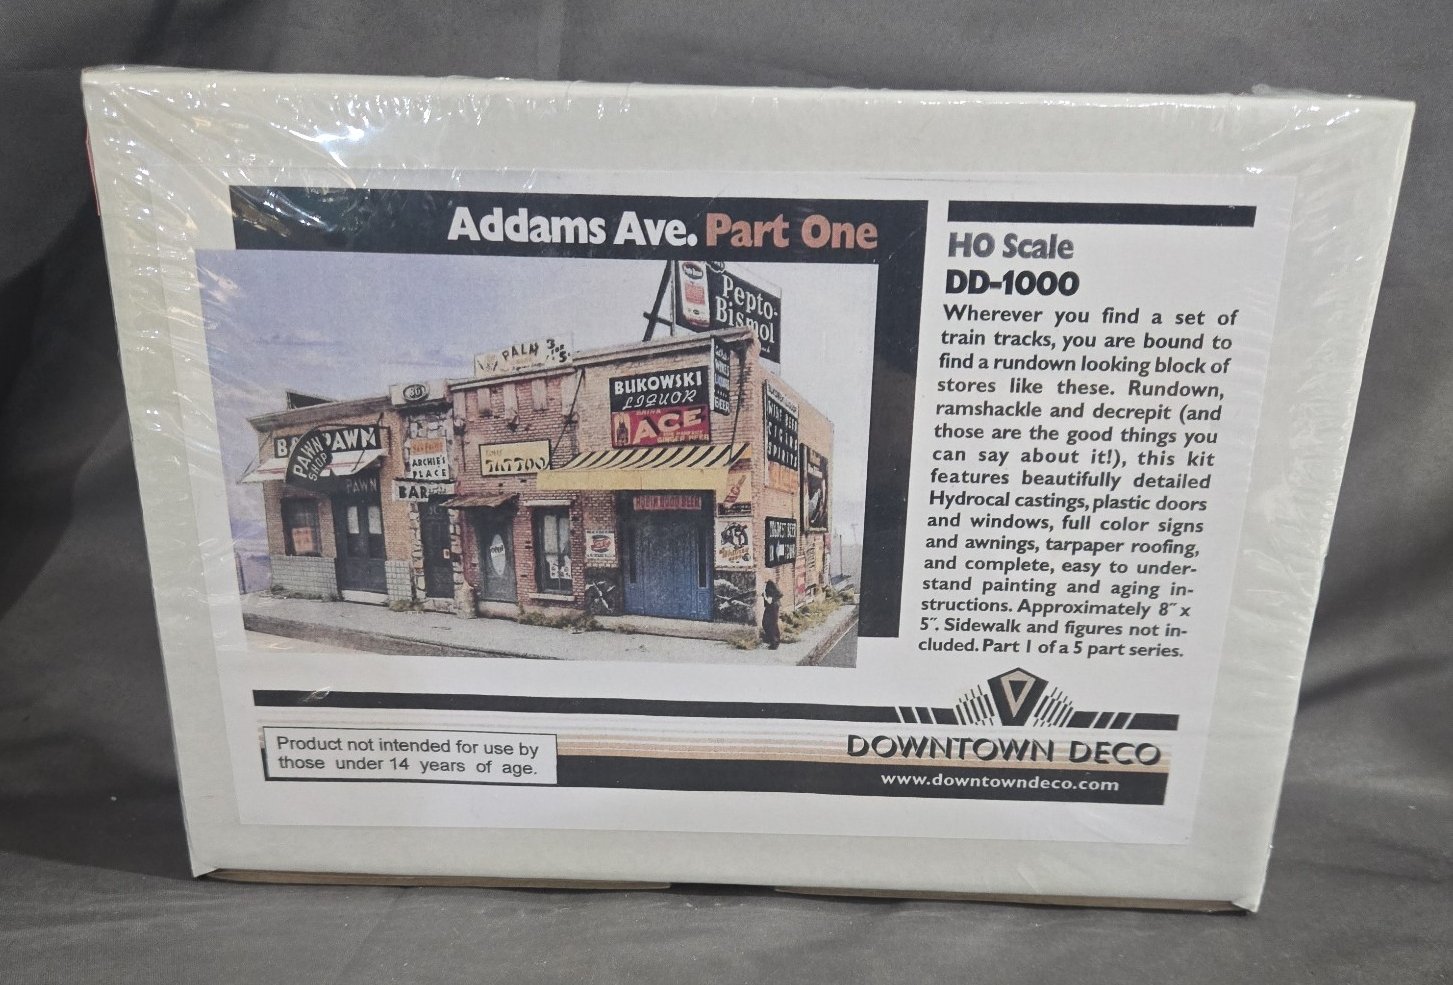 Addams Ave. Part One
HO Scale
DD-1000
Wherever you find a set of
train tracks, you are bound to
find a rundown looking block of
stores like these. Rundown,
ramshackle and decrepit (and
those are the good things you
can say about it!), this kit
features beautifully detailed
Hydrocal castings, plastic doors
and windows, full color signs
and awnings, tarpaper roofing,
and complete, easy to under-
stand painting and aging in-
structions. Approximately 8˝ x
5˝. Sidewalk and figures not in-
cluded. Part 1 of a 5 part series.
Pepto-
Bismol
PALM
BUKOWSKI
LIQUOR
ACE
GINGER BEER
PAWN
PAWN
SHOP
PAWN
ARCHIE'S
PLACE
BAR
TATTOO
BEER
Product not intended for use by
those under 14 years of age.
DOWNTOWN DECO
www.downtowndeco.com